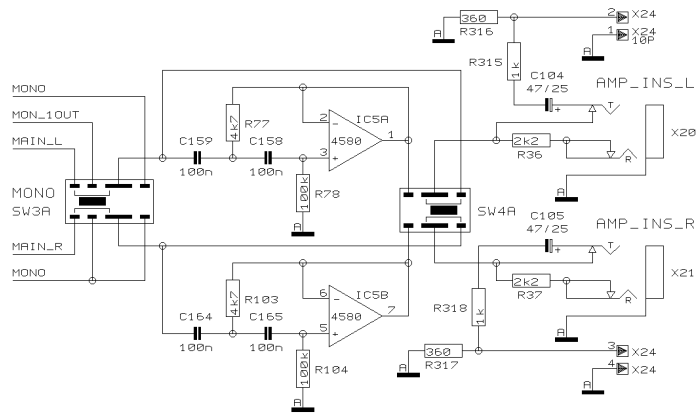 2 X24
A 360 R316
1 X24
10P
A
R315 1k
C104
47/25
+
AMP_INS_L
T
X20
MONO
MON_1OUT
MAIN_L
R77 4k7
C159
100n
C158
100n
2 -
3 +
IC5A
4580
1
2k2
R36
R
R78 100k
A
A
MONO
SW3A
SW4A
C105
47/25
+
AMP_INS_R
T
X21
MAIN_R
MONO
R103 4k7
C164
100n
C165
100n
6 -
5 +
IC5B
4580
7
2k2
R37
R
R318 1k
A
R104 100k
A
A 360 R317
3 X24
4 X24
A